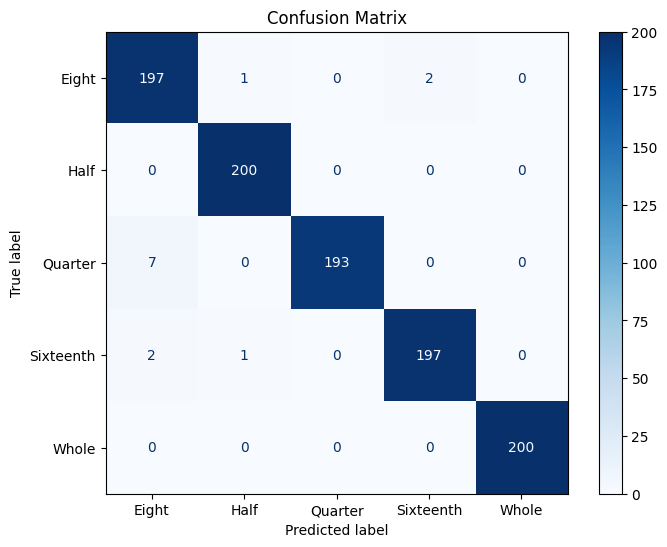 Confusion Matrix
True label
Eight 197 1 0 2 0
Half 0 200 0 0 0
Quarter 7 0 193 0 0
Sixteenth 2 1 0 197 0
Whole 0 0 0 0 200
Eight Half Quarter Sixteenth Whole
Predicted label
200
175
150
125
100
75
50
25
0